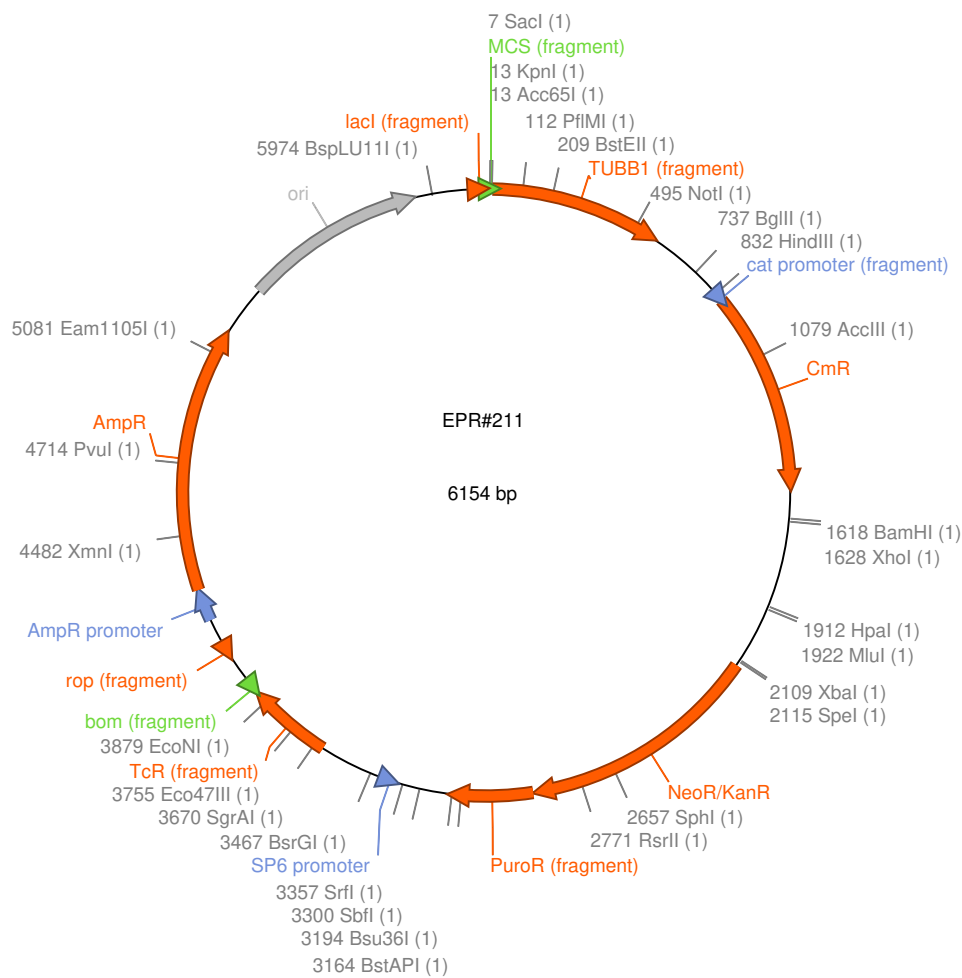 7 SacI (1)
MCS (fragment)
13 KpnI (1)
13 Acc65I (1)
lacI (fragment)
112 PflMI (1)
5974 BspLU11I (1)
209 BstEII (1)
TUBB1 (fragment)
ori
495 NotI (1)
737 BglII (1)
832 HindIII (1)
cat promoter (fragment)
5081 Eam1105I (1)
1079 AccIII (1)
CmR
EPR#211
AmpR
4714 PvuI (1)
6154 bp
1618 BamHI (1)
4482 XmnI (1)
1628 XhoI (1)
AmpR promoter
1912 HpaI (1)
1922 MluI (1)
rop (fragment)
2109 XbaI (1)
2115 SpeI (1)
bom (fragment)
3879 EcoNI (1)
TcR (fragment)
NeoR/KanR
3755 Eco47III (1)
2657 SphI (1)
3670 SgrAI (1)
2771 RsrII (1)
3467 BsrGI (1)
SP6 promoter
PuroR (fragment)
3357 SrfI (1)
3300 SbfI (1)
3194 Bsu36I (1)
3164 BstAPI (1)